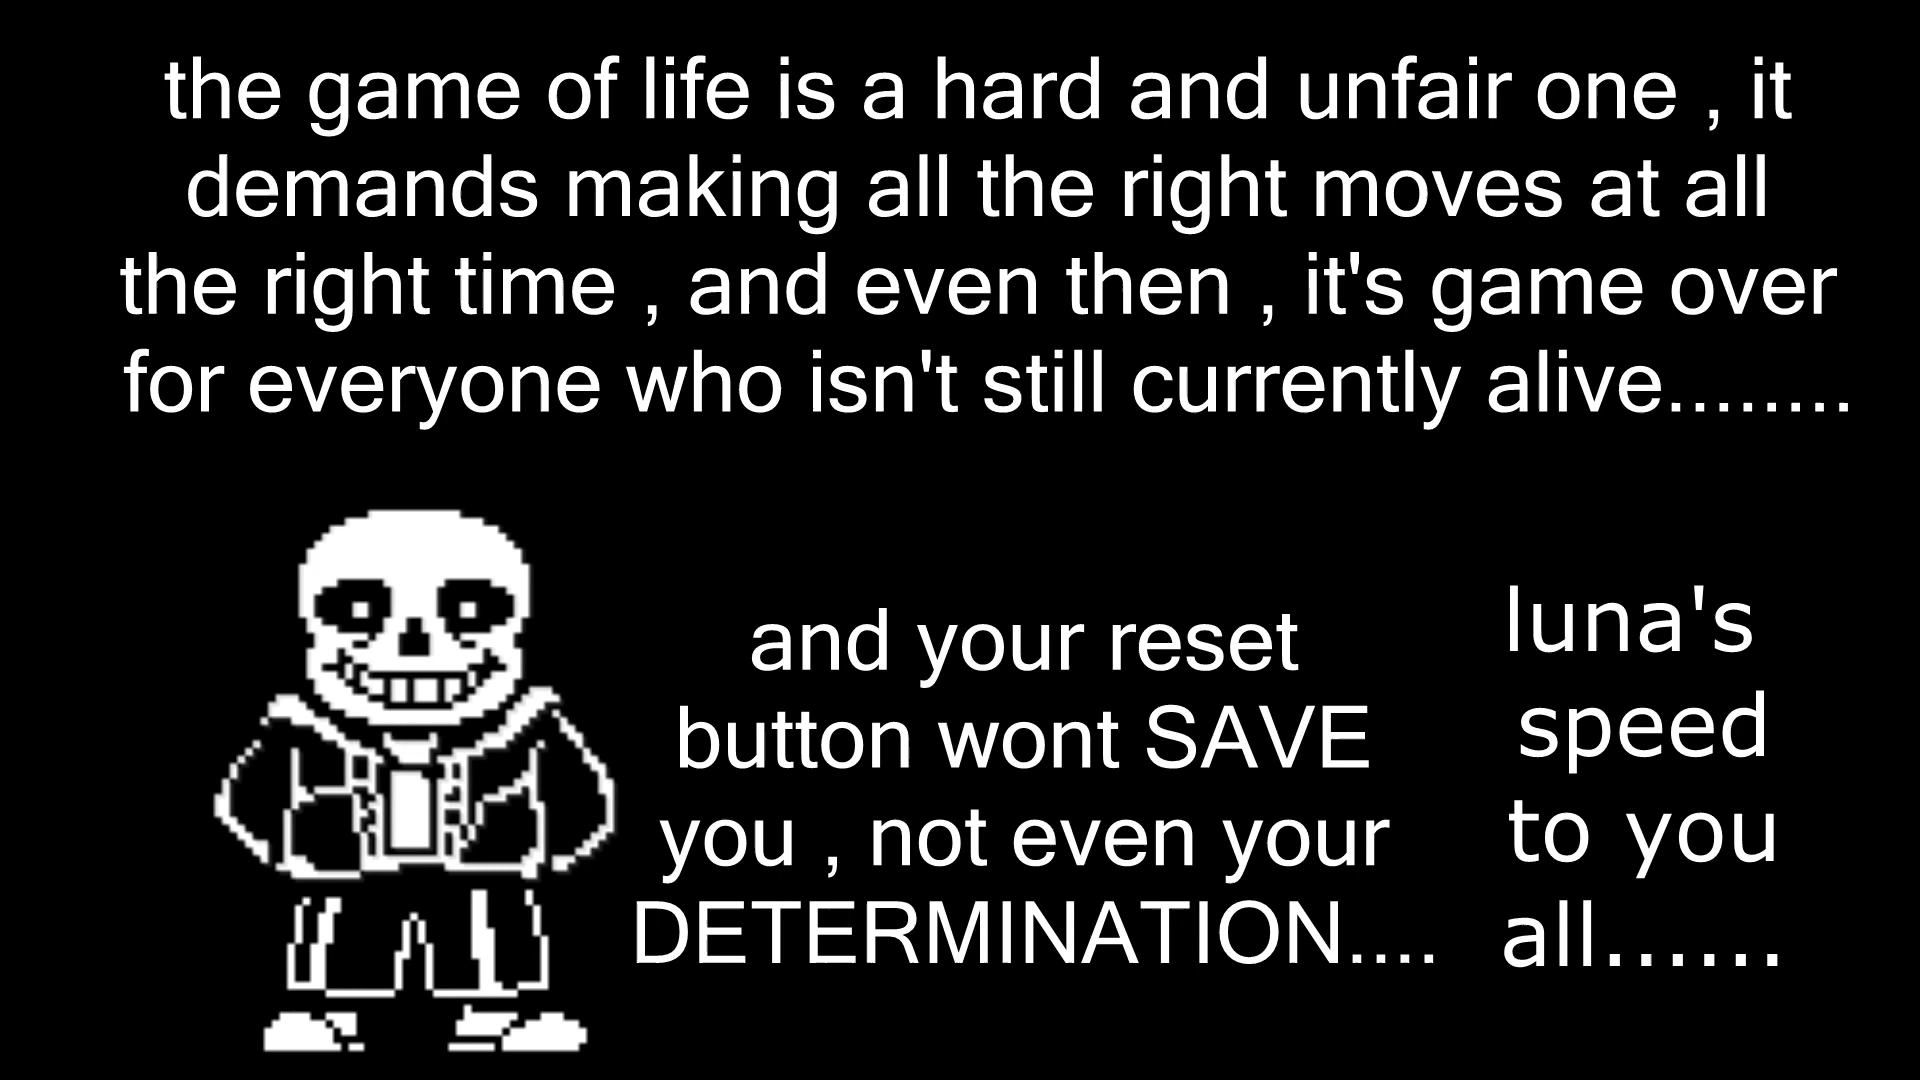 the game of life is a hard and unfair one , it
demands making all the right moves at all
the right time , and even then , it's game over
for everyone who isn't still currently alive........
and your reset
button wont SAVE
you , not even your
DETERMINATION....
luna's
speed
to you
all......